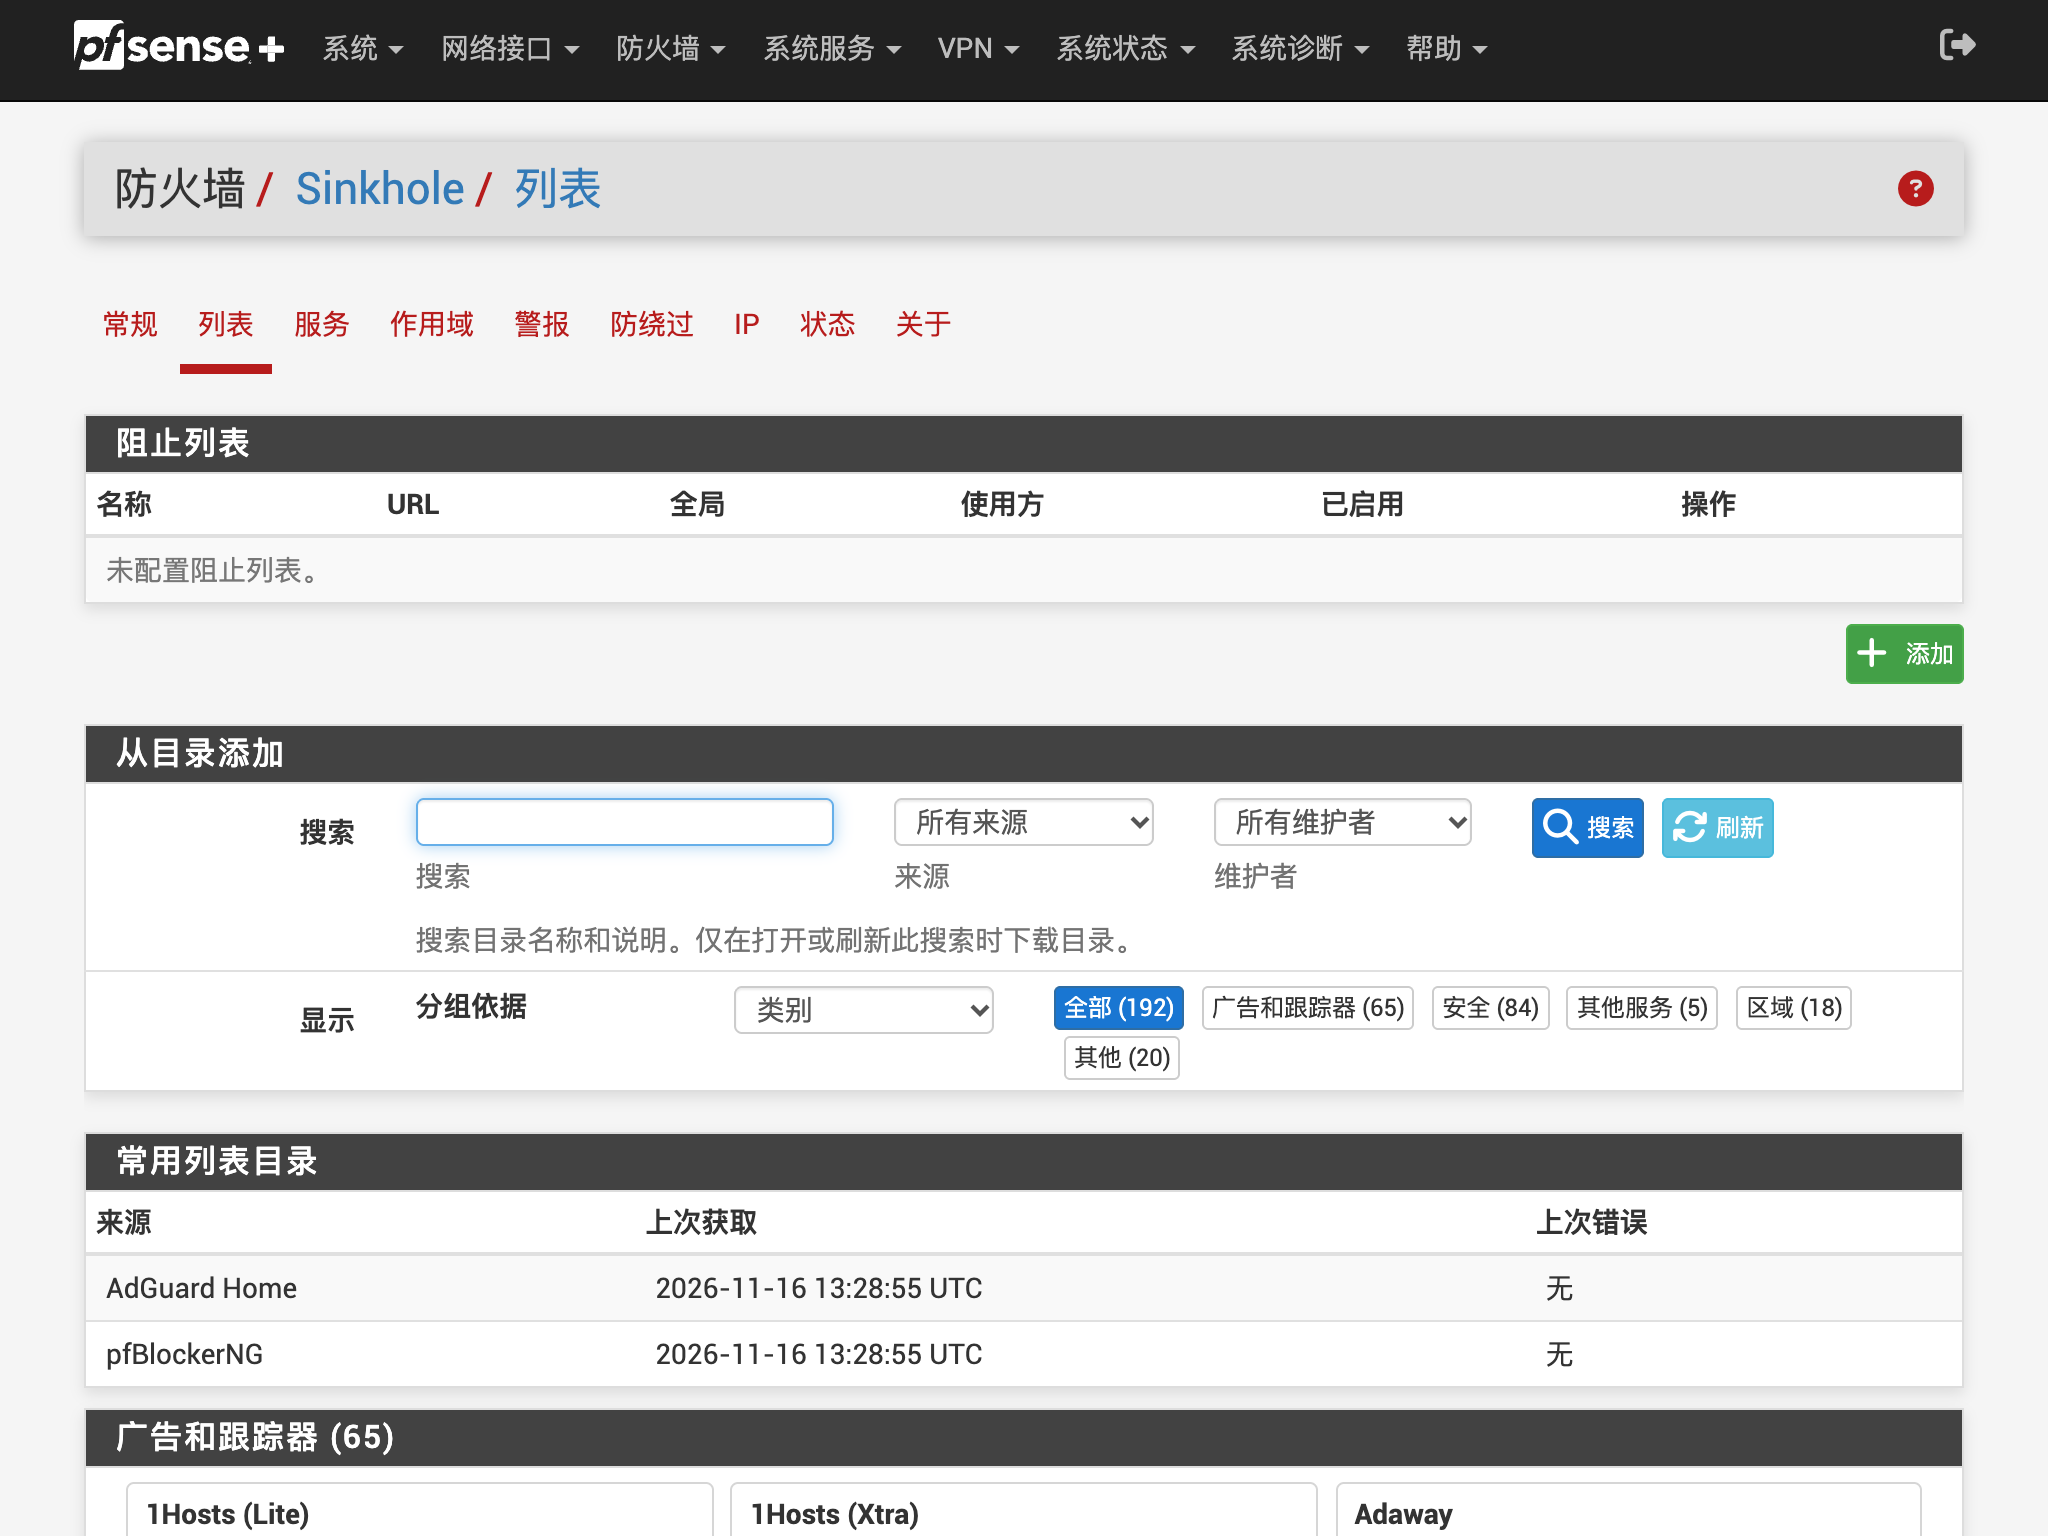 pfsense+ 系统 网络接口 防火墙 系统服务 VPN 系统状态 系统诊断 帮助
防火墙 / Sinkhole / 列表
常规 列表 服务 作用域 警报 防绕过 IP 状态 关于
阻止列表
名称 URL 全局 使用方 已启用 操作
未配置阻止列表。
添加
从目录添加
搜索 所有来源 所有维护者 搜索 刷新
搜索 来源 维护者
搜索目录名称和说明。仅在打开或刷新此搜索时下载目录。
显示 分组依据 类别 全部 (192) 广告和跟踪器 (65) 安全 (84) 其他服务 (5) 区域 (18)
其他 (20)
常用列表目录
来源 上次获取 上次错误
AdGuard Home 2026-11-16 13:28:55 UTC 无
pfBlockerNG 2026-11-16 13:28:55 UTC 无
广告和跟踪器 (65)
1Hosts (Lite) 1Hosts (Xtra) Adaway